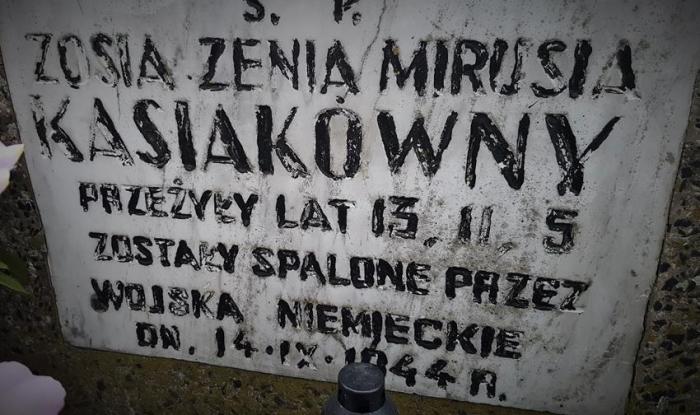 Ś. P.
ZOSIA ZENIA MIRUSIA
KASIAKÓWNY
PRZEŻYŁY LAT 13, 11, 5
ZOSTAŁY SPALONE PRZEZ
WOJSKA NIEMIECKIE
DN. 14.IX.1944 R.